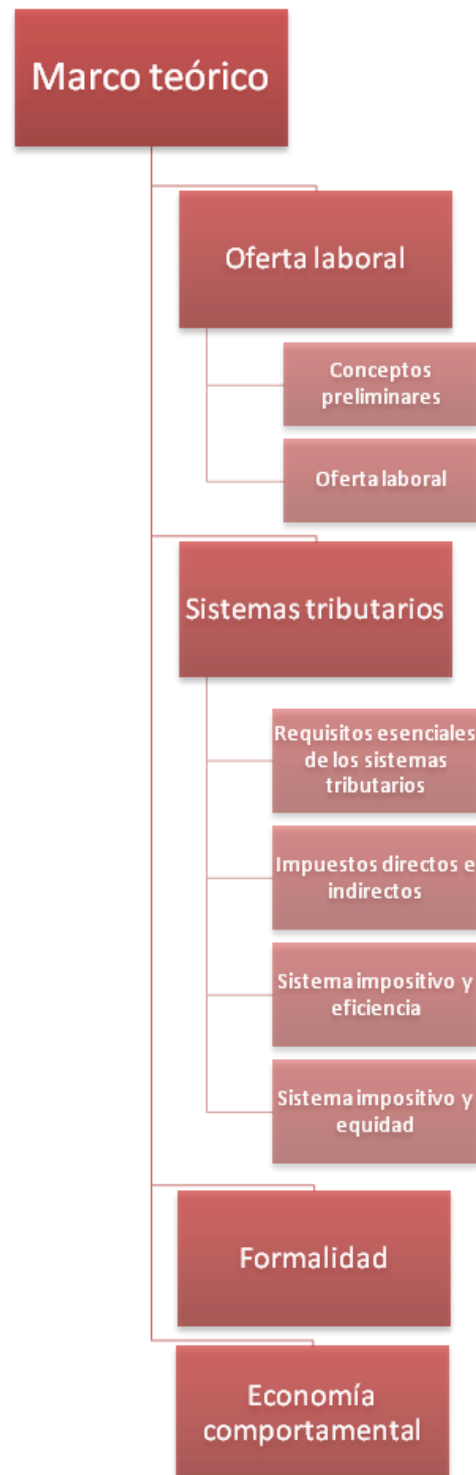 Marco teórico
Oferta laboral
Conceptos
preliminares
Oferta laboral
Sistemas tributarios
Requisitos esenciales
de los sistemas
tributarios
Impuestos directos e
indirectos
Sistema impositivo y
eficiencia
Sistema impositivo y
equidad
Formalidad
Economía
comportamental